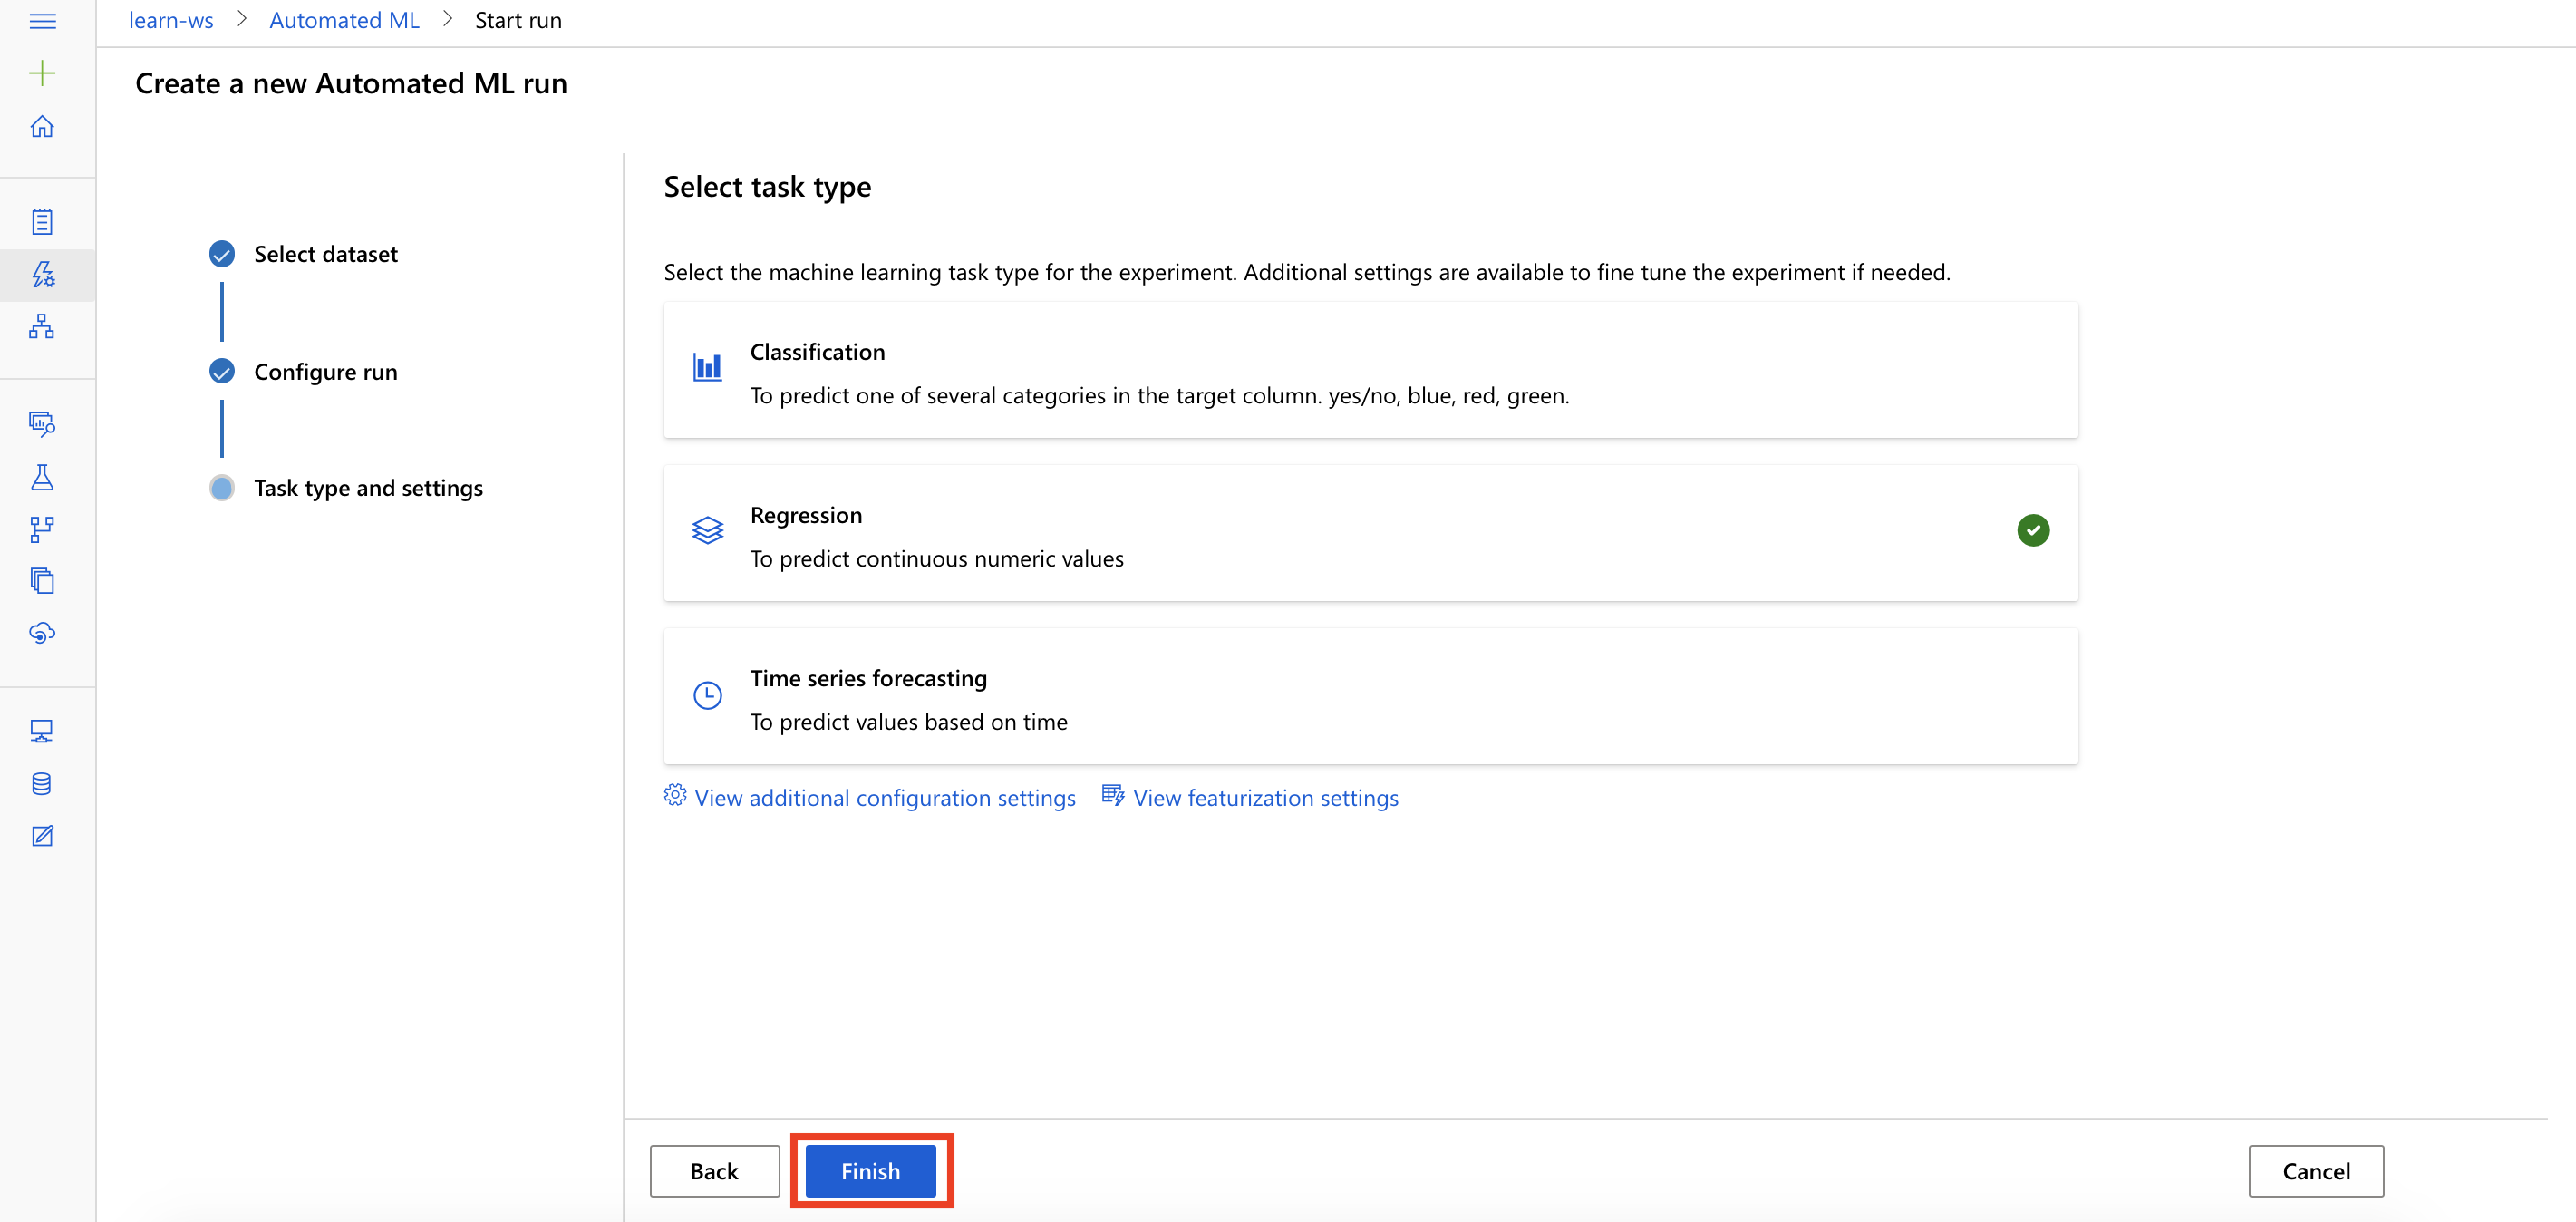 learn-ws > Automated ML > Start run
Create a new Automated ML run
Select dataset
Configure run
Task type and settings
Select task type
Select the machine learning task type for the experiment. Additional settings are available to fine tune the experiment if needed.
Classification
To predict one of several categories in the target column. yes/no, blue, red, green.
Regression
To predict continuous numeric values
Time series forecasting
To predict values based on time
View additional configuration settings View featurization settings
Back Finish Cancel